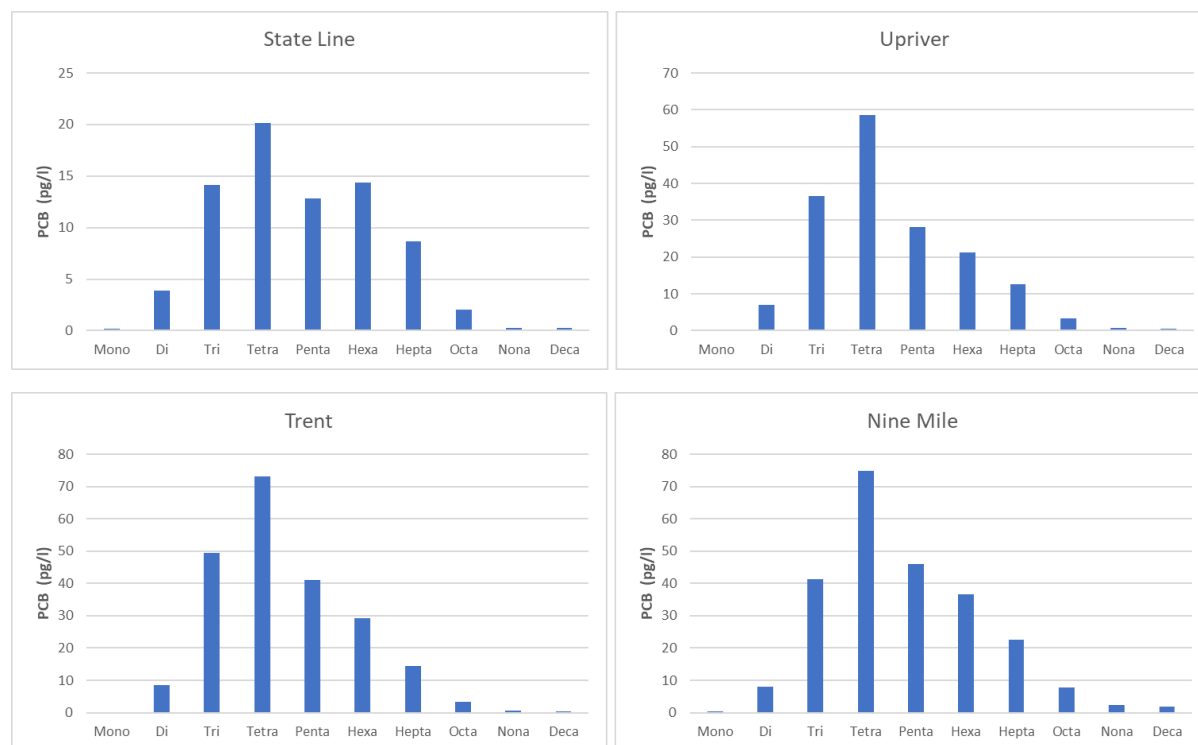 State Line
25
20
15
10
5
0
PCB (pg/l)
Mono Di Tri Tetra Penta Hexa Hepta Octa Nona Deca
Upriver
70
60
50
40
30
20
10
0
PCB (pg/l)
Mono Di Tri Tetra Penta Hexa Hepta Octa Nona Deca
Trent
80
70
60
50
40
30
20
10
0
PCB (pg/l)
Mono Di Tri Tetra Penta Hexa Hepta Octa Nona Deca
Nine Mile
80
70
60
50
40
30
20
10
0
PCB (pg/l)
Mono Di Tri Tetra Penta Hexa Hepta Octa Nona Deca